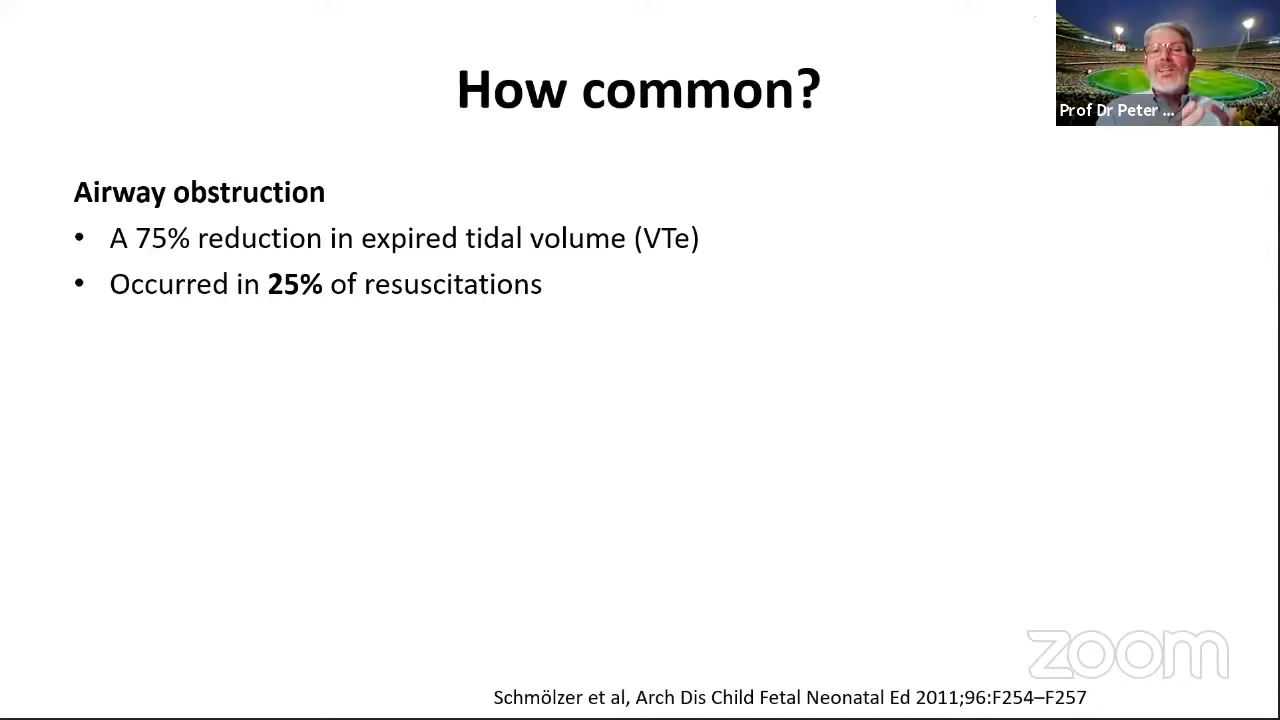 How common?
Prof Dr Peter ...
Airway obstruction
• A 75% reduction in expired tidal volume (VTe)
• Occurred in 25% of resuscitations
zoom
Schmölzer et al, Arch Dis Child Fetal Neonatal Ed 2011;96:F254–F257